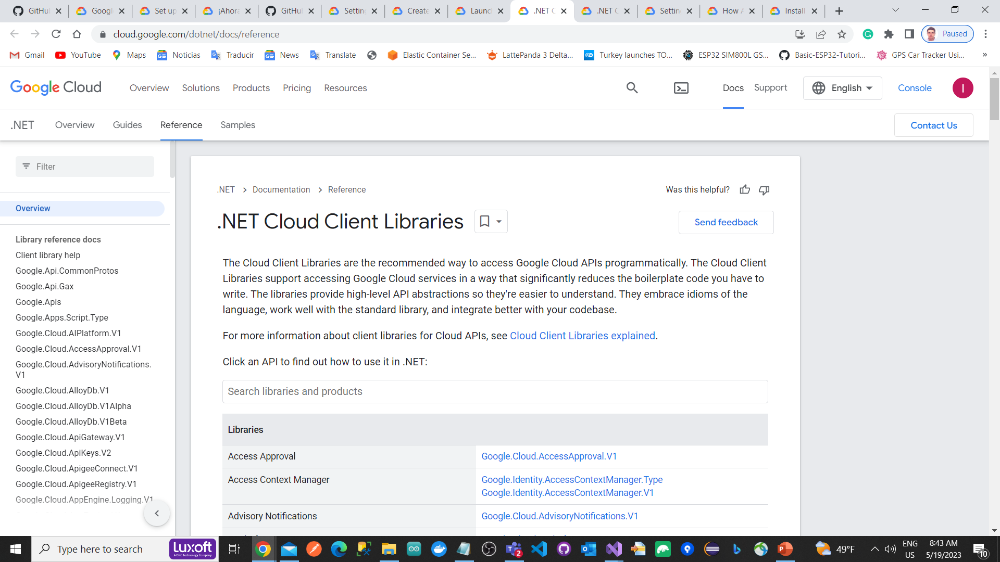 GitHu
Googl
Set up
¡Ahora
GitHu
Settin
Create
Launc
.NET C
.NET C
Settin
How A
Install
cloud.google.com/dotnet/docs/reference
Paused
Gmail
YouTube
Maps
Noticias
Traducir
News
Translate
Elastic Container Se...
LattePanda 3 Delta...
Turkey launches TO...
ESP32 SIM800L GS...
Basic-ESP32-Tutori...
GPS Car Tracker Usi...
»
Google Cloud
Overview
Solutions
Products
Pricing
Resources
Docs
Support
English
Console
I
.NET
Overview
Guides
Reference
Samples
Contact Us
Filter
Overview
Library reference docs
Client library help
Google.Api.CommonProtos
Google.Api.Gax
Google.Apis
Google.Apps.Script.Type
Google.Cloud.AIPlatform.V1
Google.Cloud.AccessApproval.V1
Google.Cloud.AdvisoryNotifications.
V1
Google.Cloud.AlloyDb.V1
Google.Cloud.AlloyDb.V1Alpha
Google.Cloud.AlloyDb.V1Beta
Google.Cloud.ApiGateway.V1
Google.Cloud.ApiKeys.V2
Google.Cloud.ApigeeConnect.V1
Google.Cloud.ApigeeRegistry.V1
Google.Cloud.AppEngine.Logging.V1
.NET > Documentation > Reference
Was this helpful?
.NET Cloud Client Libraries
Send feedback
The Cloud Client Libraries are the recommended way to access Google Cloud APIs programmatically. The Cloud Client
Libraries support accessing Google Cloud services in a way that significantly reduces the boilerplate code you have to
write. The libraries provide high-level API abstractions so they're easier to understand. They embrace idioms of the
language, work well with the standard library, and integrate better with your codebase.
For more information about client libraries for Cloud APIs, see Cloud Client Libraries explained.
Click an API to find out how to use it in .NET:
Search libraries and products
Libraries
Access Approval
Google.Cloud.AccessApproval.V1
Access Context Manager
Google.Identity.AccessContextManager.Type
Google.Identity.AccessContextManager.V1
Advisory Notifications
Google.Cloud.AdvisoryNotifications.V1
Type here to search
luxoft
A DXC Technology Company
2
49°F
ENG
US
8:43 AM
5/19/2023
10